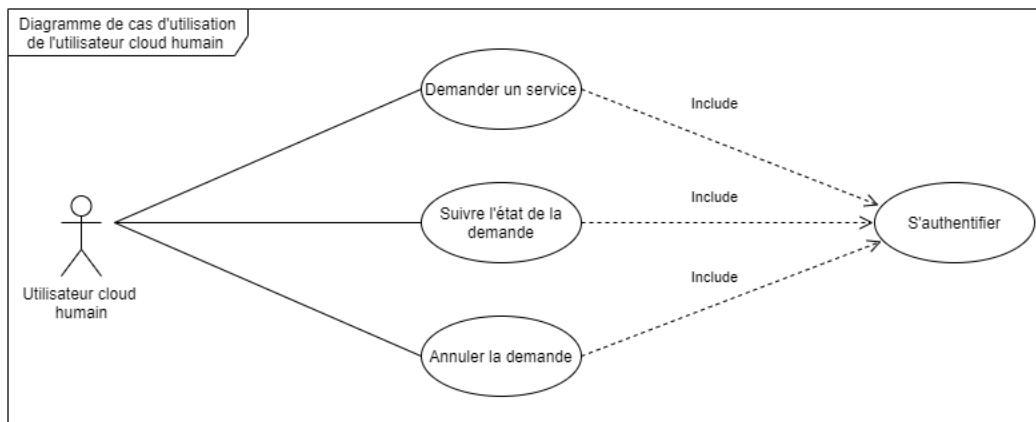 Diagramme de cas d'utilisation
de l'utilisateur cloud humain
Demander un service
Include
Suivre l'état de la
demande
Include
S'authentifier
Utilisateur cloud
humain
Include
Annuler la demande